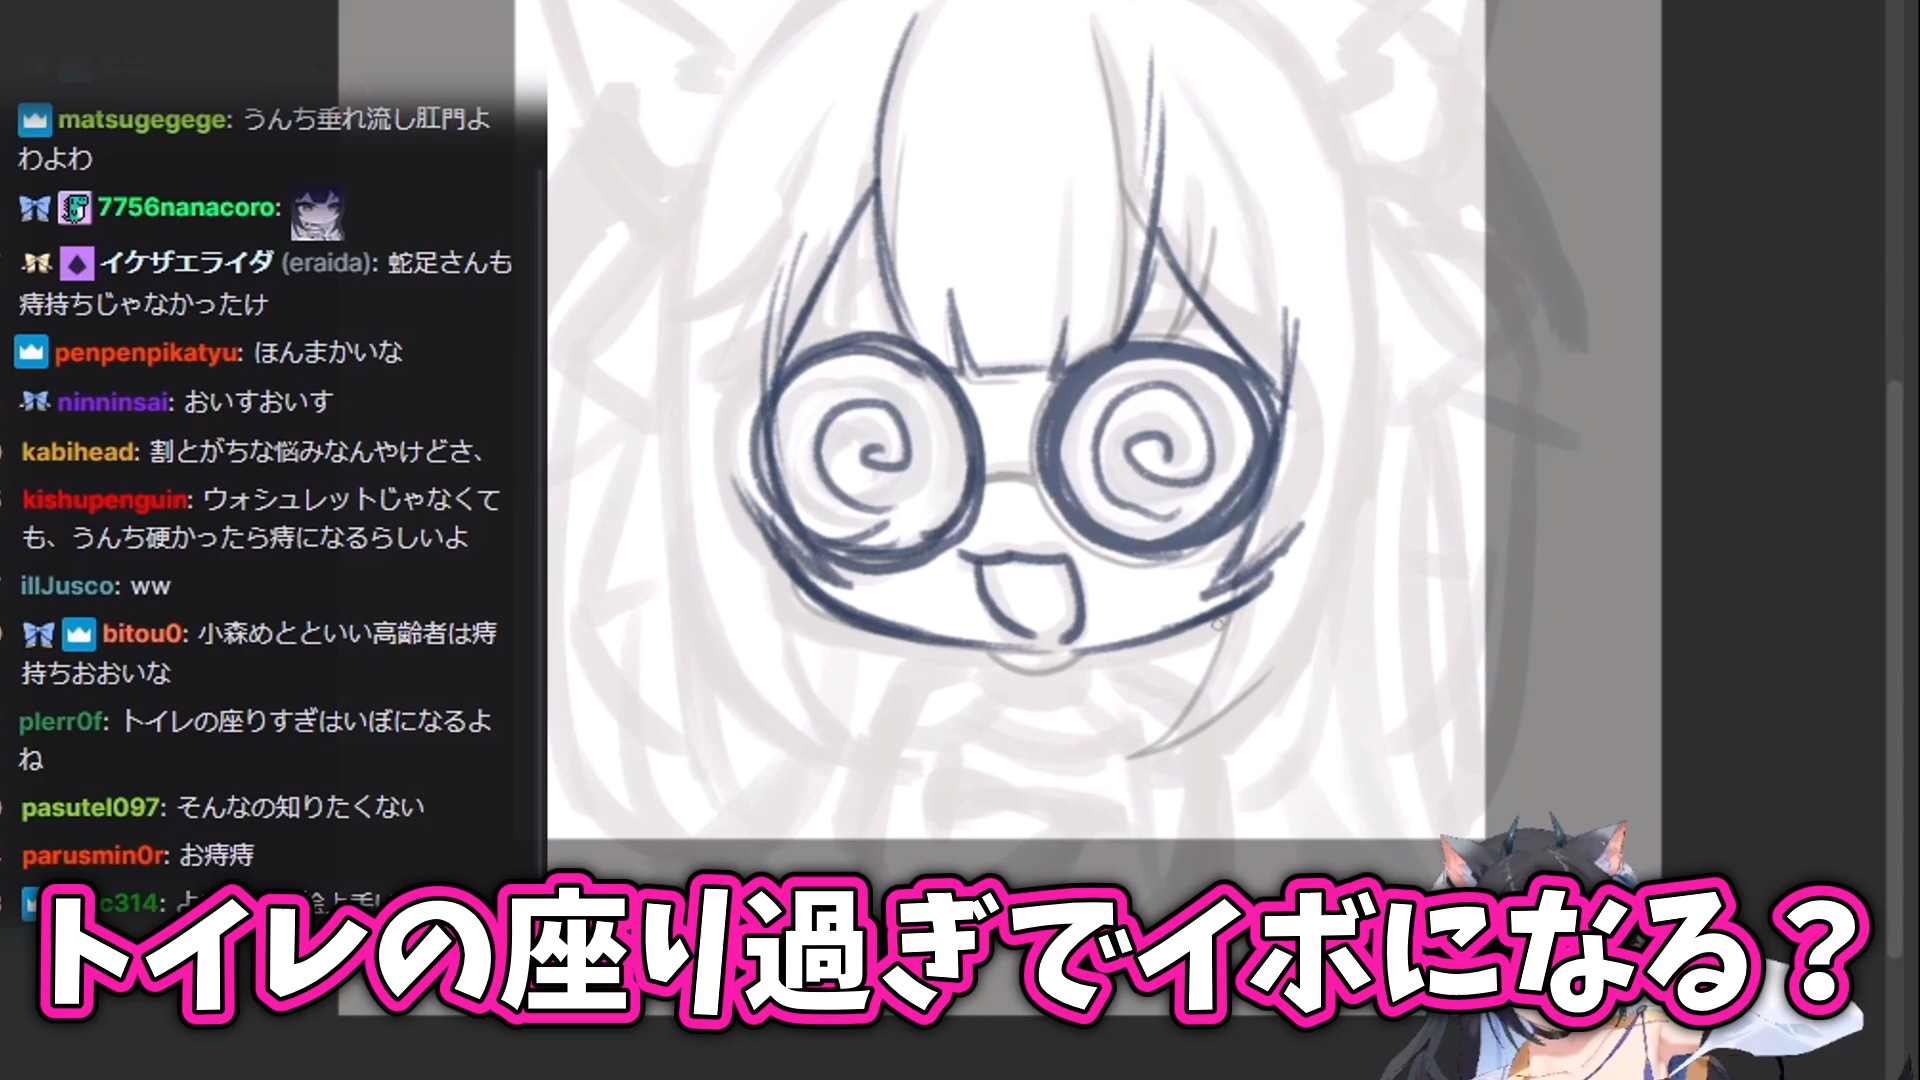 matsugegege: うんち垂れ流し肛門よ
わよわ
7756nanacoro:
イケザエライダ (eraida): 蛇足さんも
痔持ちじゃなかったけ
penpenpikatyu: ほんまかいな
ninninsai: おいすおいす
kabihead: 割とがちな悩みなんやけどさ、
kishupenguin: ウォシュレットじゃなくて
も、うんち硬かったら痔になるらしいよ
illJusco: ww
bitou0: 小森めとといい高齢者は痔
持ちおおいな
plerr0f: トイレの座りすぎはいぼになるよ
ね
pasutel097: そんなの知りたくない
parusmin0r: お痔痔
c314:
トイレの座り過ぎでイボになる？